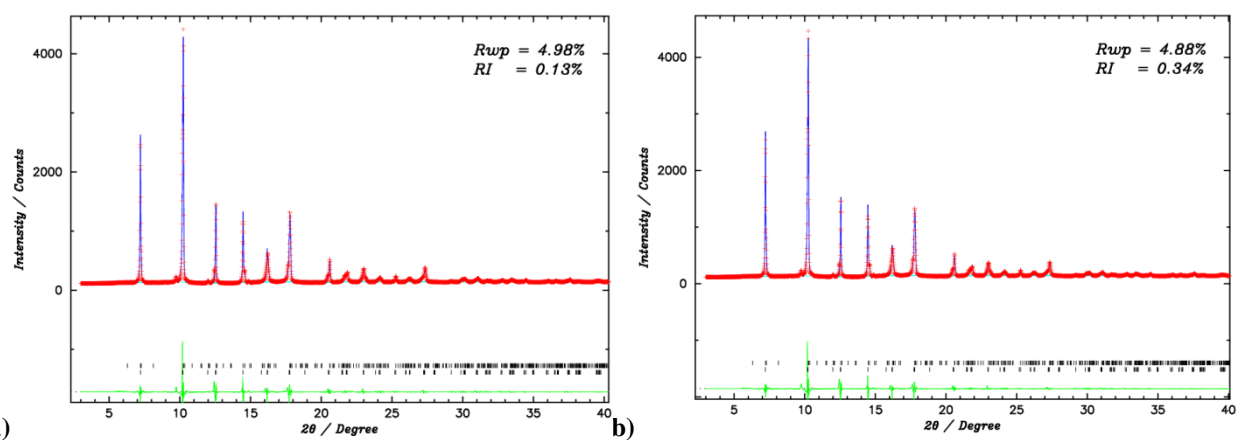 4000
Rwp = 4.98%
RI = 0.13%
2000
0
Intensity / Counts
5 10 15 20 25 30 35 40
2θ / Degree
)
4000
Rwp = 4.88%
RI = 0.34%
2000
0
Intensity / Counts
5 10 15 20 25 30 35 40
2θ / Degree
b)